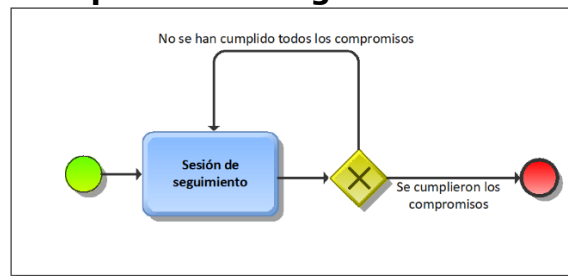 No se han cumplido todos los compromisos
Sesión de
seguimiento
Se cumplieron los
compromisos